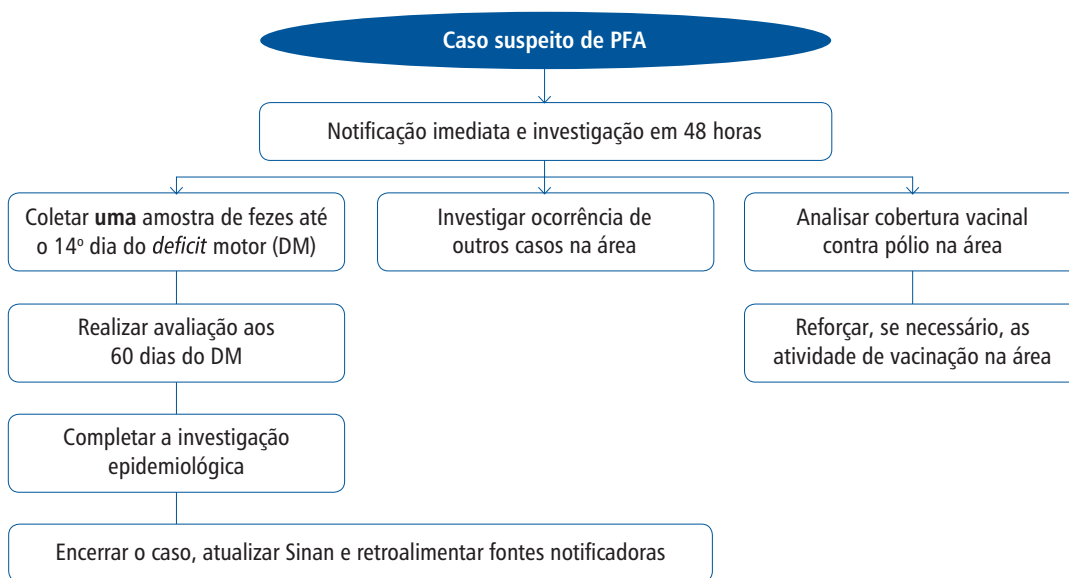 Caso suspeito de PFA
Notificação imediata e investigação em 48 horas
Coletar uma amostra de fezes até
o 14º dia do deficit motor (DM)
Investigar ocorrência de
outros casos na área
Analisar cobertura vacinal
contra pólio na área
Realizar avaliação aos
60 dias do DM
Reforçar, se necessário, as
atividade de vacinação na área
Completar a investigação
epidemiológica
Encerrar o caso, atualizar Sinan e retroalimentar fontes notificadoras